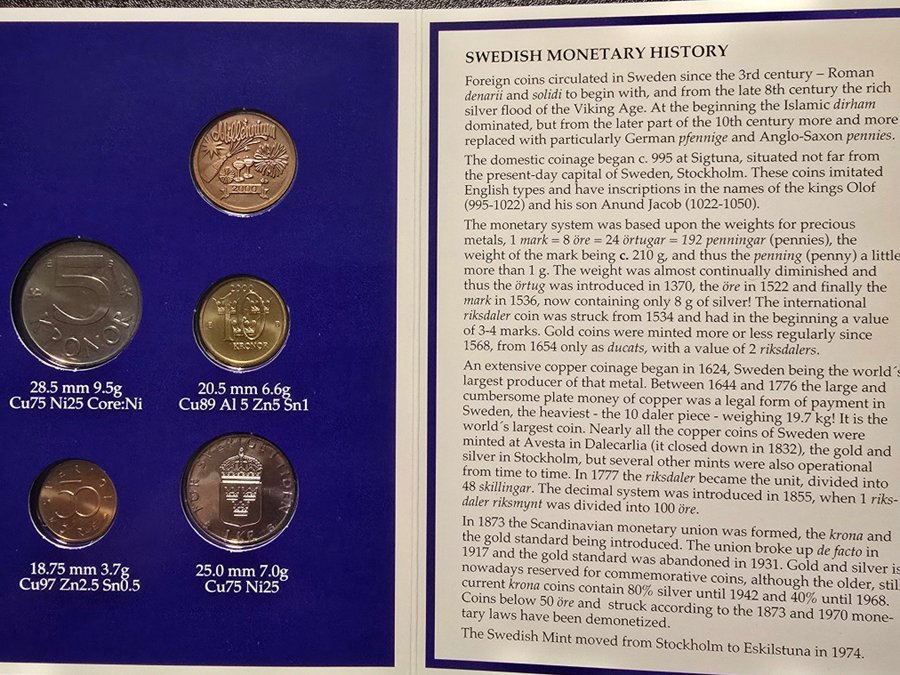 Millennium
2000
5
KRONOR
28.5 mm 9.5g
Cu75 Ni25 Core:Ni
2000
10
KRONOR
20.5 mm 6.6g
Cu89 Al 5 Zn5 Sn1
50
ÖRE
18.75 mm 3.7g
Cu97 Zn2.5 Sn0.5
FÖR SVERIGE I TIDEN
1 KR
25.0 mm 7.0g
Cu75 Ni25
SWEDISH MONETARY HISTORY
Foreign coins circulated in Sweden since the 3rd century – Roman
denarii and solidi to begin with, and from the late 8th century the rich
silver flood of the Viking Age. At the beginning the Islamic dirham
dominated, but from the later part of the 10th century more and more
replaced with particularly German pfennige and Anglo-Saxon pennies.
The domestic coinage began c. 995 at Sigtuna, situated not far from
the present-day capital of Sweden, Stockholm. These coins imitated
English types and have inscriptions in the names of the kings Olof
(995-1022) and his son Anund Jacob (1022-1050).
The monetary system was based upon the weights for precious
metals, 1 mark = 8 öre = 24 örtugar = 192 penningar (pennies), the
weight of the mark being c. 210 g, and thus the penning (penny) a little
more than 1 g. The weight was almost continually diminished and
thus the örtug was introduced in 1370, the öre in 1522 and finally the
mark in 1536, now containing only 8 g of silver! The international
riksdaler coin was struck from 1534 and had in the beginning a value
of 3-4 marks. Gold coins were minted more or less regularly since
1568, from 1654 only as ducats, with a value of 2 riksdalers.
An extensive copper coinage began in 1624, Sweden being the world´s
largest producer of that metal. Between 1644 and 1776 the large and
cumbersome plate money of copper was a legal form of payment in
Sweden, the heaviest - the 10 daler piece - weighing 19.7 kg! It is the
world´s largest coin. Nearly all the copper coins of Sweden were
minted at Avesta in Dalecarlia (it closed down in 1832), the gold and
silver in Stockholm, but several other mints were also operational
from time to time. In 1777 the riksdaler became the unit, divided into
48 skillingar. The decimal system was introduced in 1855, when 1 riks-
daler riksmynt was divided into 100 öre.
In 1873 the Scandinavian monetary union was formed, the krona and
the gold standard being introduced. The union broke up de facto in
1917 and the gold standard was abandoned in 1931. Gold and silver is
nowadays reserved for commemorative coins, although the older, still
current krona coins contain 80% silver until 1942 and 40% until 1968.
Coins below 50 öre and struck according to the 1873 and 1970 mone-
tary laws have been demonetized.
The Swedish Mint moved from Stockholm to Eskilstuna in 1974.